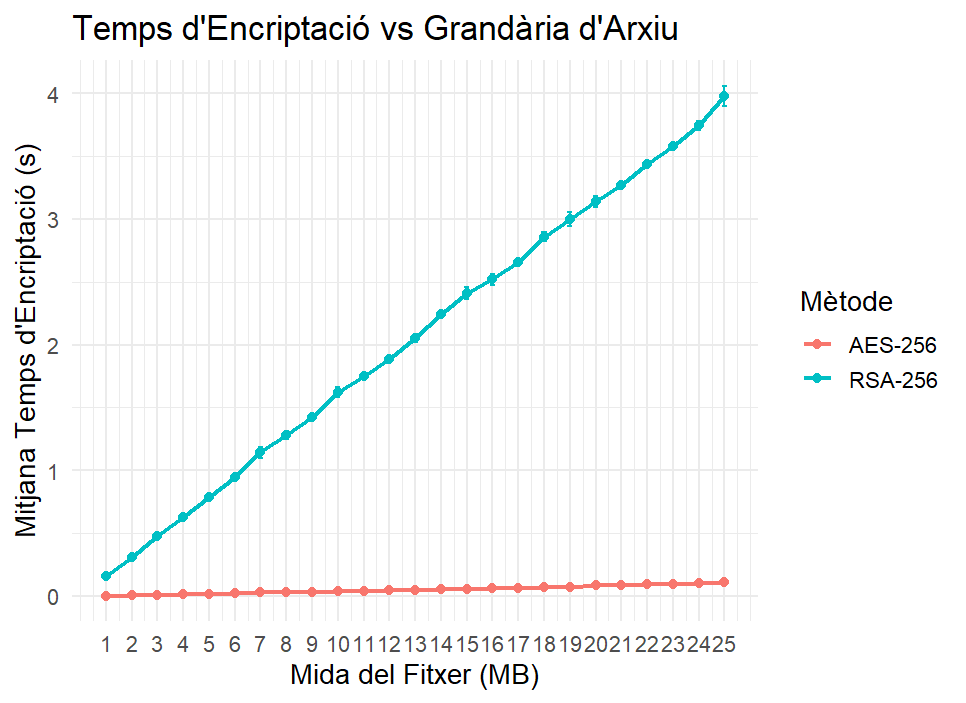 Temps d'Encriptació vs Grandària d'Arxiu
Mitjana Temps d'Encriptació (s)
4
3
2
1
0
1 2 3 4 5 6 7 8 9 10 11 12 13 14 15 16 17 18 19 20 21 22 23 24 25
Mida del Fitxer (MB)
Mètode
AES-256
RSA-256